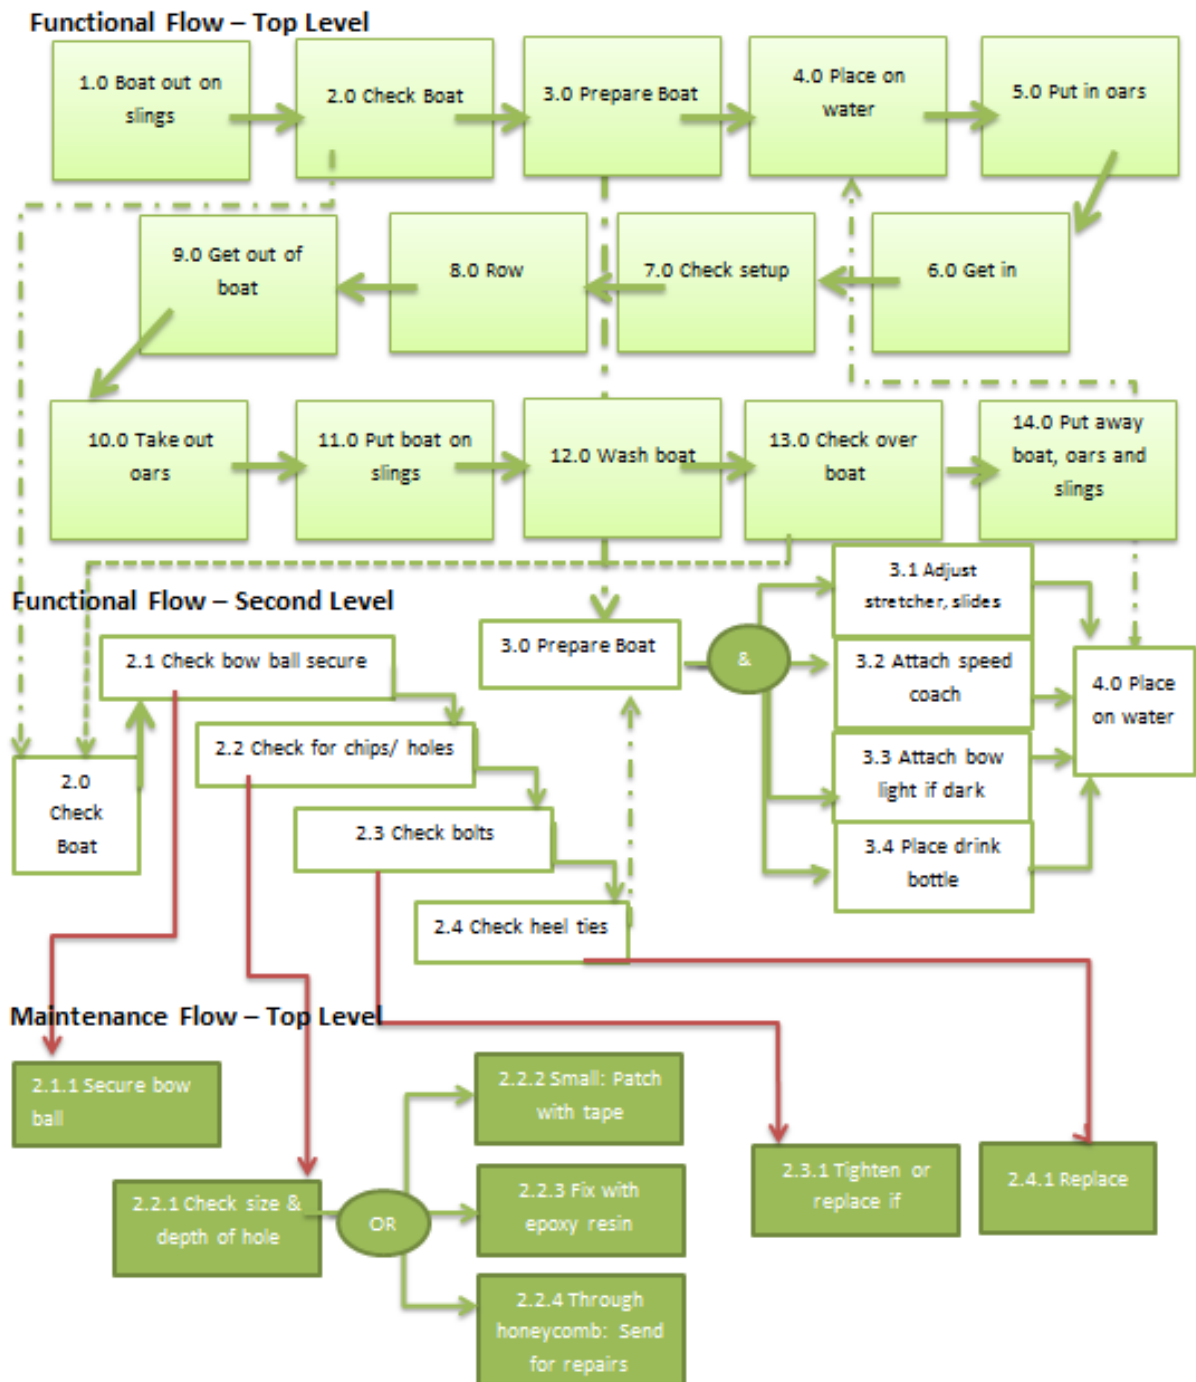 Functional Flow – Top Level
1.0 Boat out on
slings
2.0 Check Boat
3.0 Prepare Boat
4.0 Place on
water
5.0 Put in oars
9.0 Get out of
boat
8.0 Row
7.0 Check setup
6.0 Get in
10.0 Take out
oars
11.0 Put boat on
slings
12.0 Wash boat
13.0 Check over
boat
14.0 Put away
boat, oars and
slings
Functional Flow – Second Level
2.0
Check
Boat
2.1 Check bow ball secure
2.2 Check for chips/ holes
2.3 Check bolts
2.4 Check heel ties
3.0 Prepare Boat
&
3.1 Adjust
stretcher, slides
3.2 Attach speed
coach
3.3 Attach bow
light if dark
3.4 Place drink
bottle
4.0 Place
on water
Maintenance Flow – Top Level
2.1.1 Secure bow
ball
2.2.1 Check size &
depth of hole
OR
2.2.2 Small: Patch
with tape
2.2.3 Fix with
epoxy resin
2.2.4 Through
honeycomb: Send
for repairs
2.3.1 Tighten or
replace if
2.4.1 Replace